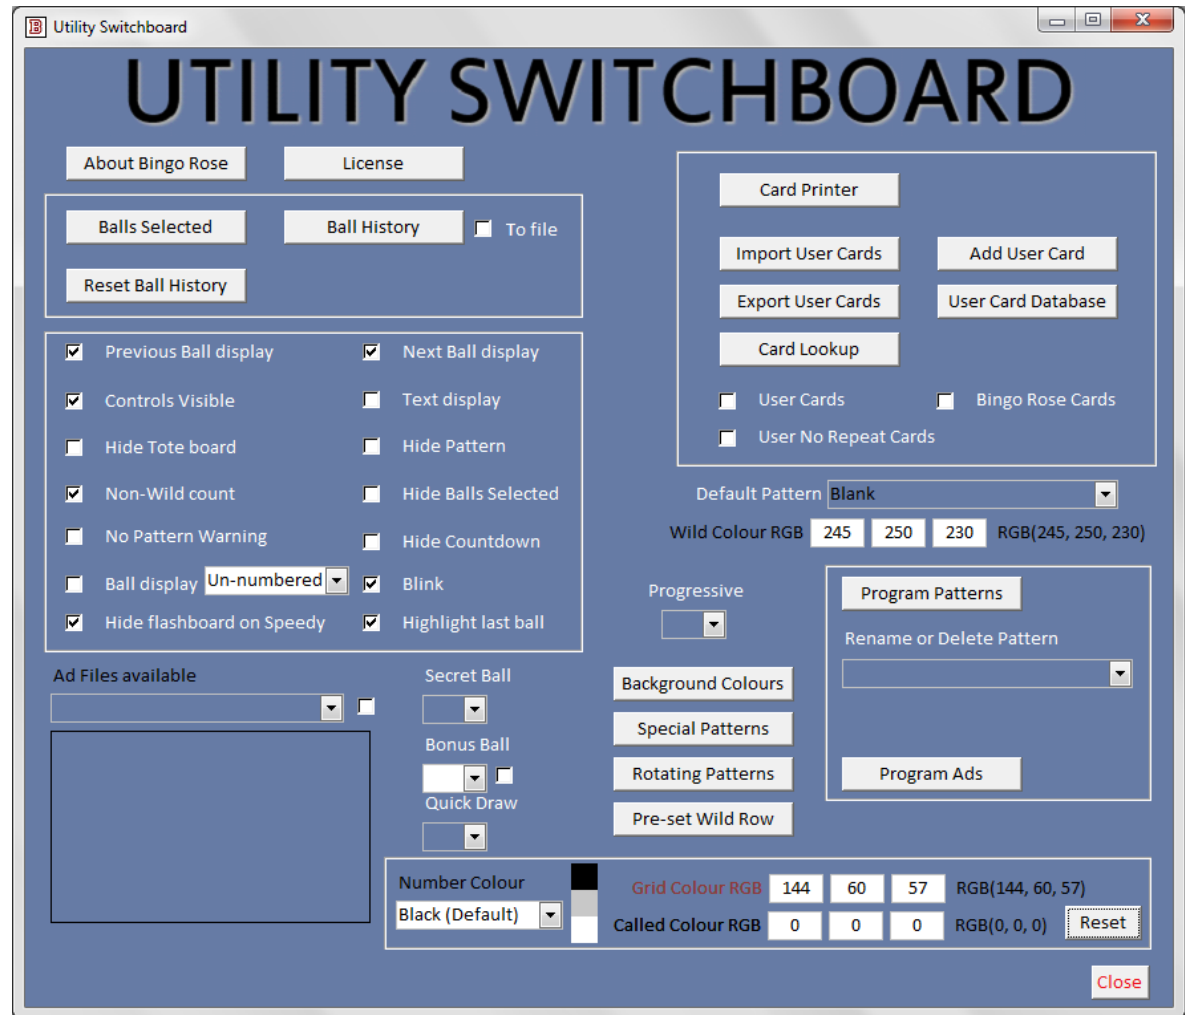 Utility Switchboard
UTILITY SWITCHBOARD
About Bingo Rose
License
Balls Selected
Ball History
To file
Reset Ball History
Previous Ball display
Next Ball display
Controls Visible
Text display
Hide Tote board
Hide Pattern
Non-Wild count
Hide Balls Selected
No Pattern Warning
Hide Countdown
Ball display Un-numbered
Blink
Hide flashboard on Speedy
Highlight last ball
Card Printer
Import User Cards
Add User Card
Export User Cards
User Card Database
Card Lookup
User Cards
Bingo Rose Cards
User No Repeat Cards
Default Pattern Blank
Wild Colour RGB 245 250 230 RGB(245, 250, 230)
Progressive
Program Patterns
Rename or Delete Pattern
Program Ads
Ad Files available
Secret Ball
Bonus Ball
Quick Draw
Background Colours
Special Patterns
Rotating Patterns
Pre-set Wild Row
Number Colour
Black (Default)
Grid Colour RGB 144 60 57 RGB(144, 60, 57)
Called Colour RGB 0 0 0 RGB(0, 0, 0) Reset
Close